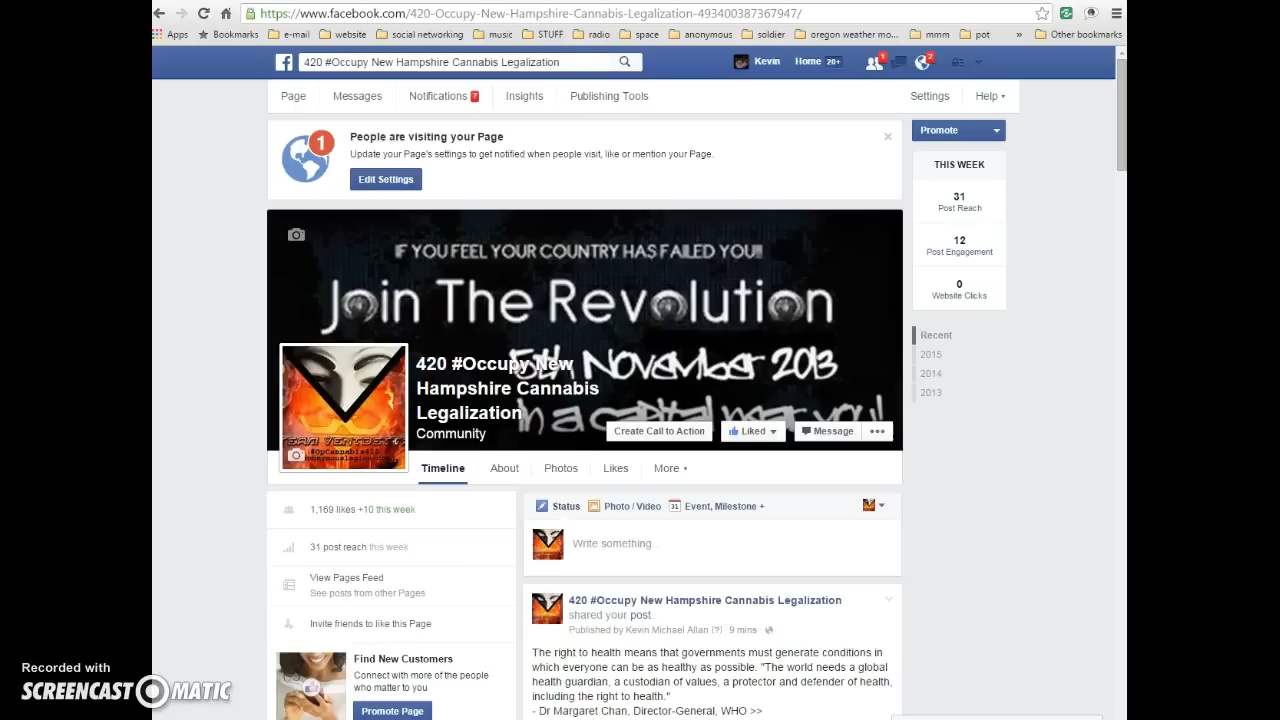 https://www.facebook.com/420-Occupy-New-Hampshire-Cannabis-Legalization-493400387367947/
Apps Bookmarks e-mail website social networking music STUFF radio space anonymous soldier oregon weather mo... mmm pot » Other bookmarks
420 #Occupy New Hampshire Cannabis Legalization
Kevin Home 20+ 1 2
Page Messages Notifications 7 Insights Publishing Tools Settings Help
1
People are visiting your Page
Update your Page's settings to get notified when people visit, like or mention your Page.
Edit Settings
Promote
THIS WEEK
31
Post Reach
12
Post Engagement
0
Website Clicks
Recent
2015
2014
2013
IF YOU FEEL YOUR COUNTRY HAS FAILED YOU!!
Join The Revolution
5th November 2013
In a capital near you!
420 #Occupy New
Hampshire Cannabis
Legalization
Community
Create Call to Action Liked Message •••
#OpCannabis420
Timeline About Photos Likes More
1,169 likes +10 this week
31 post reach this week
View Pages Feed
See posts from other Pages
Invite friends to like this Page
Find New Customers
Connect with more of the people
who matter to you
Promote Page
Status Photo / Video 31 Event, Milestone +
Write something...
420 #Occupy New Hampshire Cannabis Legalization
shared your post.
Published by Kevin Michael Allan [?] · 9 mins ·
The right to health means that governments must generate conditions in
which everyone can be as healthy as possible. "The world needs a global
health guardian, a custodian of values, a protector and defender of health,
including the right to health."
- Dr Margaret Chan, Director-General, WHO >>
Recorded with
SCREENCAST-O-MATIC